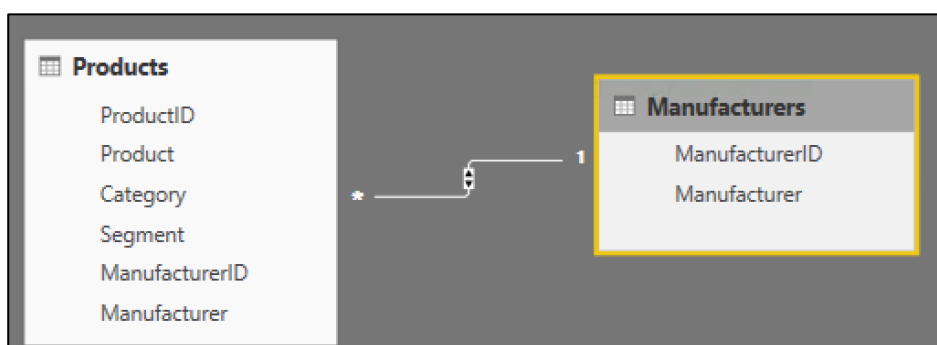 Products
ProductID
Product
Category
Segment
ManufacturerID
Manufacturer
* 1
Manufacturers
ManufacturerID
Manufacturer